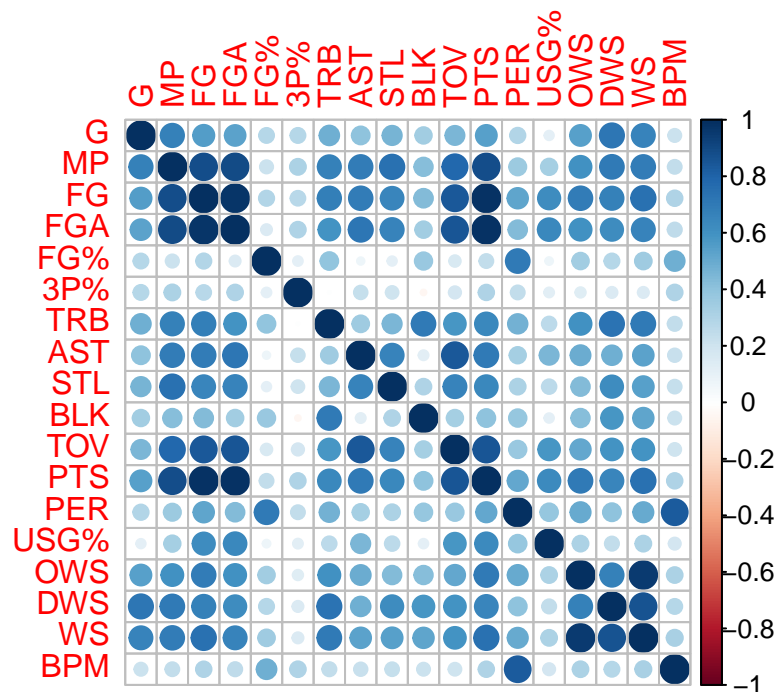 G MP FG FGA FG% 3P% TRB AST STL BLK TOV PTS PER USG% OWS DWS WS BPM
G
MP
FG
FGA
FG%
3P%
TRB
AST
STL
BLK
TOV
PTS
PER
USG%
OWS
DWS
WS
BPM
1
0.8
0.6
0.4
0.2
0
−0.2
−0.4
−0.6
−0.8
−1